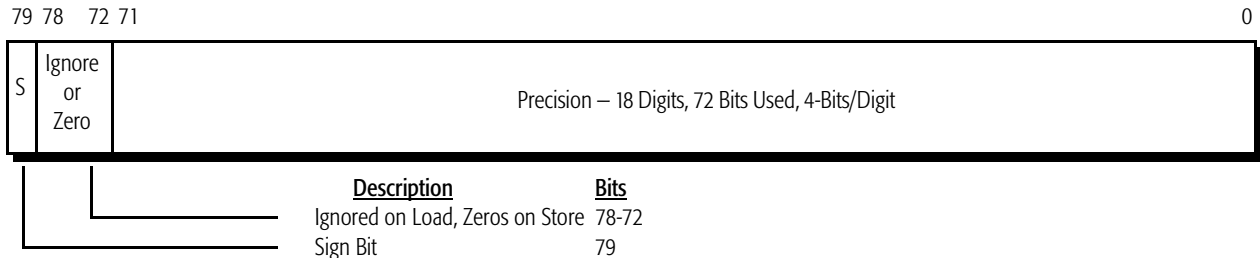 79 78 72 71 0
S
Ignore
or
Zero
Precision — 18 Digits, 72 Bits Used, 4-Bits/Digit
Description Bits
Ignored on Load, Zeros on Store 78-72
Sign Bit 79